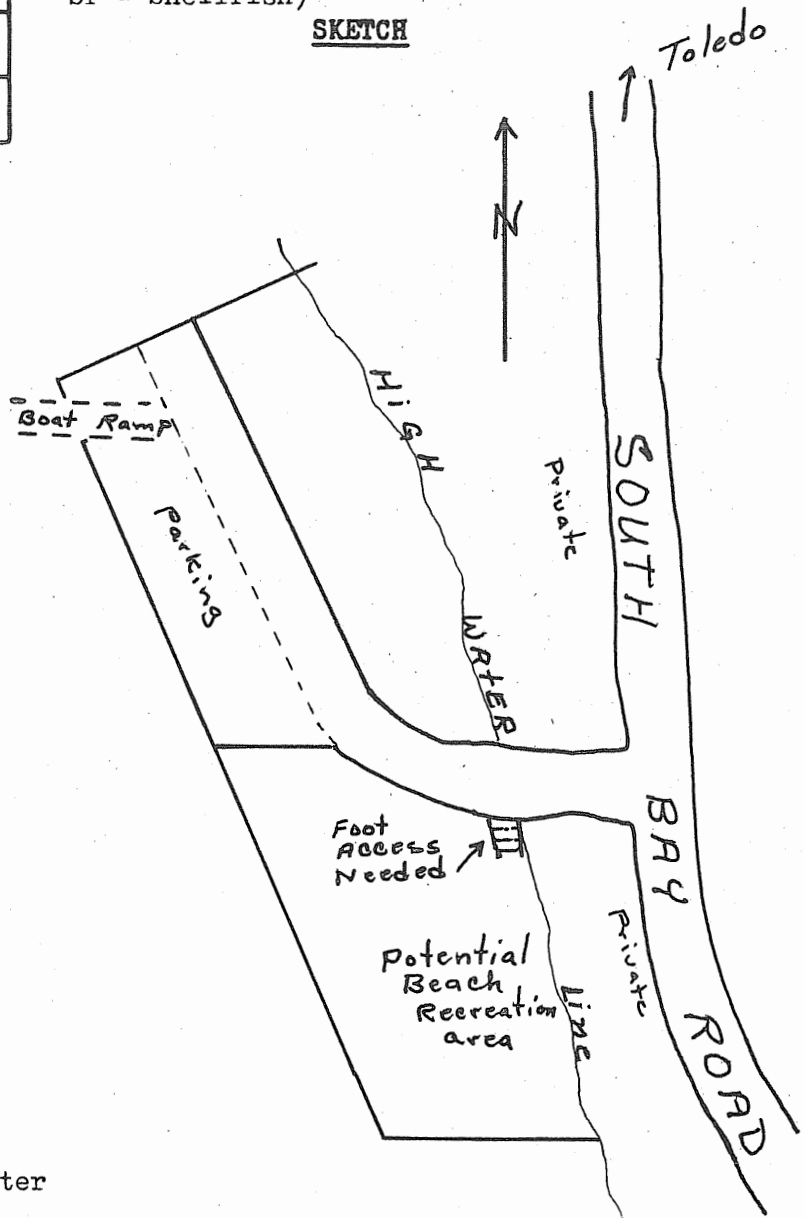 SF - Shellfish)
SKETCH
Toledo
N
HiGH
WAtER
Line
Private
SOUTH
BAY
ROAD
Boat Ramp
Parking
Foot
Access
Needed
Potential
Beach
Recreation
area
Private
ter